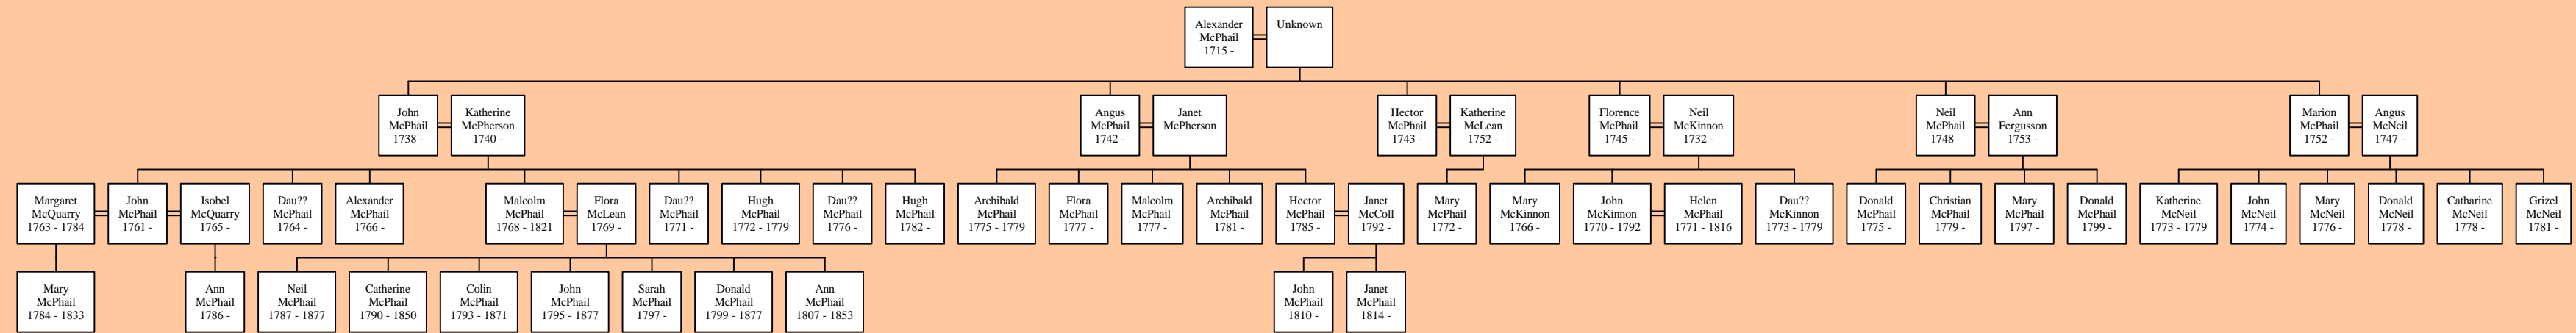 Alexander
McPhail
1715 -
Unknown
John
McPhail
1738 -
Katherine
McPherson
1740 -
Angus
McPhail
1742 -
Janet
McPherson
Hector
McPhail
1743 -
Katherine
McLean
1752 -
Florence
McPhail
1745 -
Neil
McKinnon
1732 -
Neil
McPhail
1748 -
Ann
Fergusson
1753 -
Marion
McPhail
1752 -
Angus
McNeil
1747 -
Margaret
McQuarry
1763 - 1784
John
McPhail
1761 -
Isobel
McQuarry
1765 -
Dau??
McPhail
1764 -
Alexander
McPhail
1766 -
Malcolm
McPhail
1768 - 1821
Flora
McLean
1769 -
Dau??
McPhail
1771 -
Hugh
McPhail
1772 - 1779
Dau??
McPhail
1776 -
Hugh
McPhail
1782 -
Archibald
McPhail
1775 - 1779
Flora
McPhail
1777 -
Malcolm
McPhail
1777 -
Archibald
McPhail
1781 -
Hector
McPhail
1785 -
Janet
McColl
1792 -
Mary
McPhail
1772 -
Mary
McKinnon
1766 -
John
McKinnon
1770 - 1792
Helen
McPhail
1771 - 1816
Dau??
McKinnon
1773 - 1779
Donald
McPhail
1775 -
Christian
McPhail
1779 -
Mary
McPhail
1797 -
Donald
McPhail
1799 -
Katherine
McNeil
1773 - 1779
John
McNeil
1774 -
Mary
McNeil
1776 -
Donald
McNeil
1778 -
Catharine
McNeil
1778 -
Grizel
McNeil
1781 -
Mary
McPhail
1784 - 1833
Ann
McPhail
1786 -
Neil
McPhail
1787 - 1877
Catherine
McPhail
1790 - 1850
Colin
McPhail
1793 - 1871
John
McPhail
1795 - 1877
Sarah
McPhail
1797 -
Donald
McPhail
1799 - 1877
Ann
McPhail
1807 - 1853
John
McPhail
1810 -
Janet
McPhail
1814 -